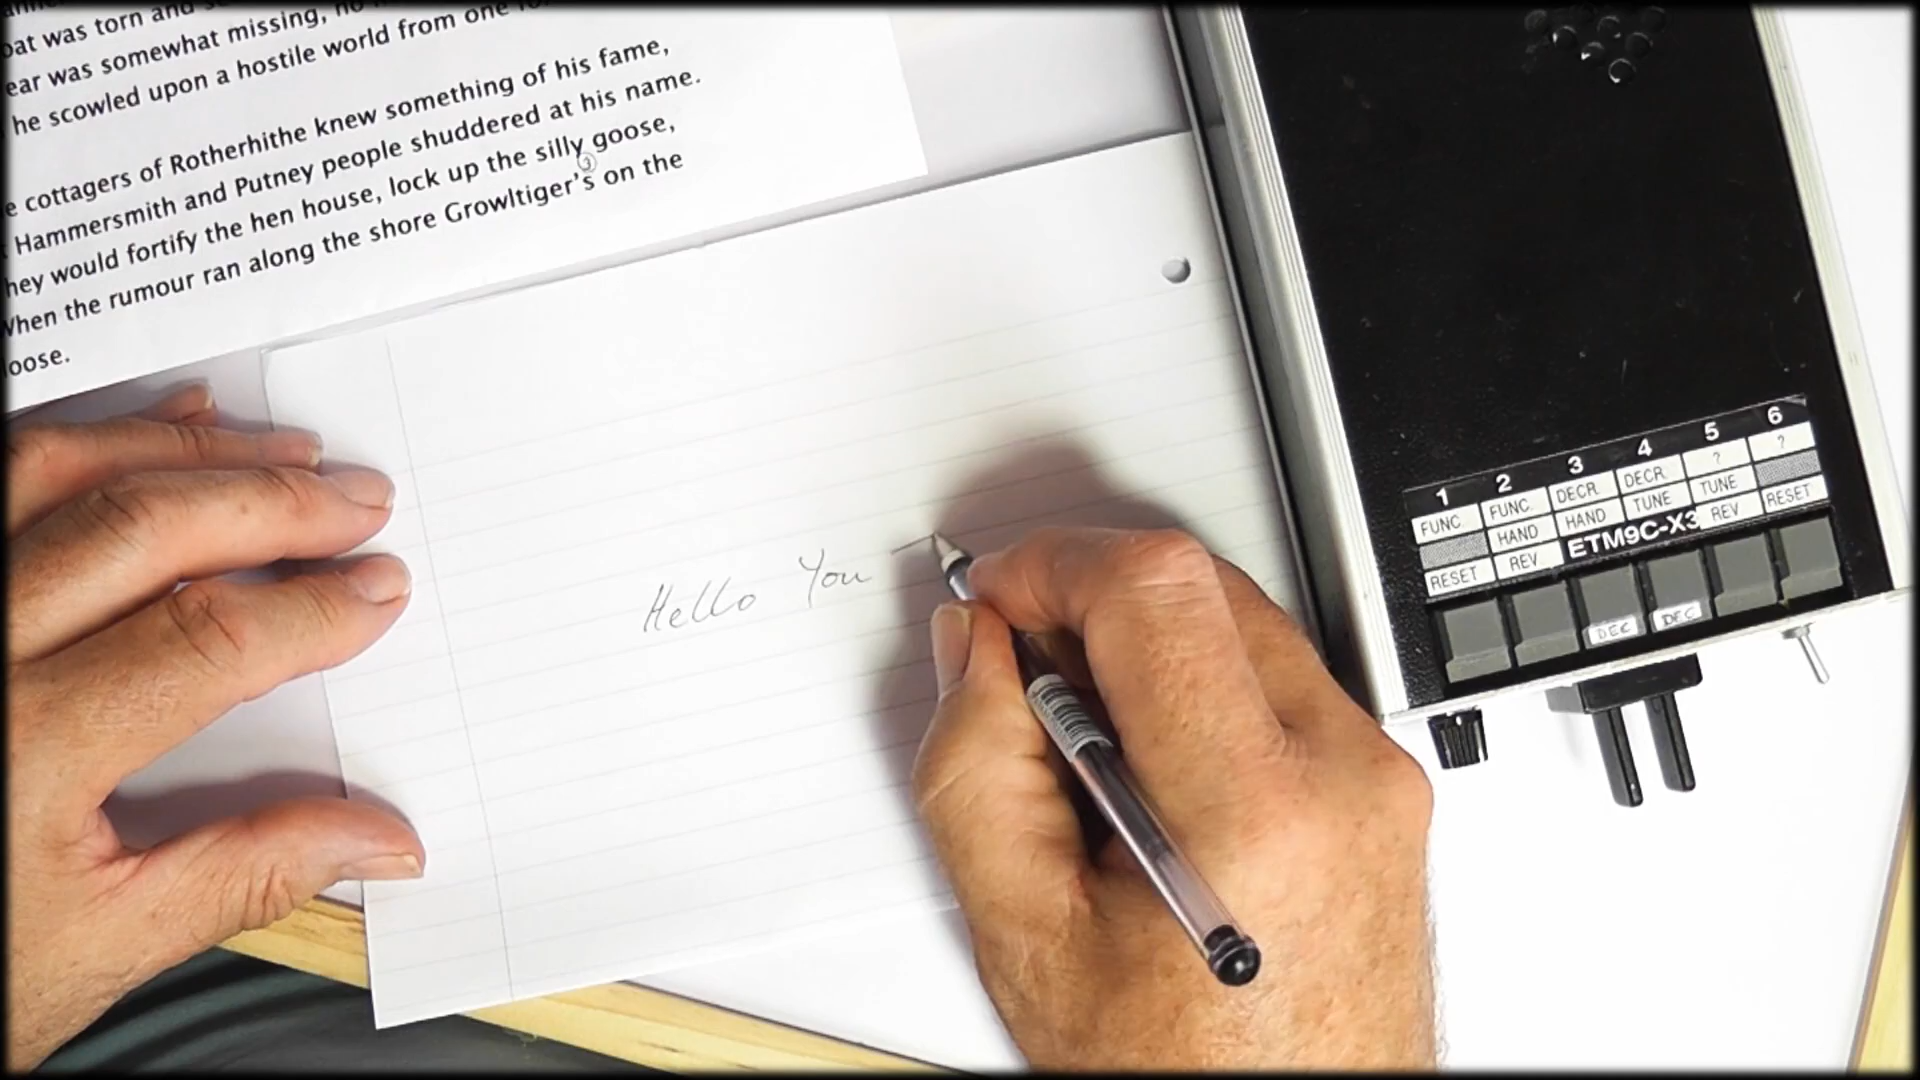 oat was torn and
ear was somewhat missing, no
he scowled upon a hostile world from one
e cottagers of Rotherhithe knew something of his fame,
t Hammersmith and Putney people shuddered at his name.
hey would fortify the hen house, lock up the silly goose,
When the rumour ran along the shore Growltiger's on the
loose.
Hello You
1 2 3 4 5 6
FUNC FUNC DECR DECR ? ?
HAND HAND TUNE TUNE
RESET REV ETM9C-X3 REV RESET
DEC DEC